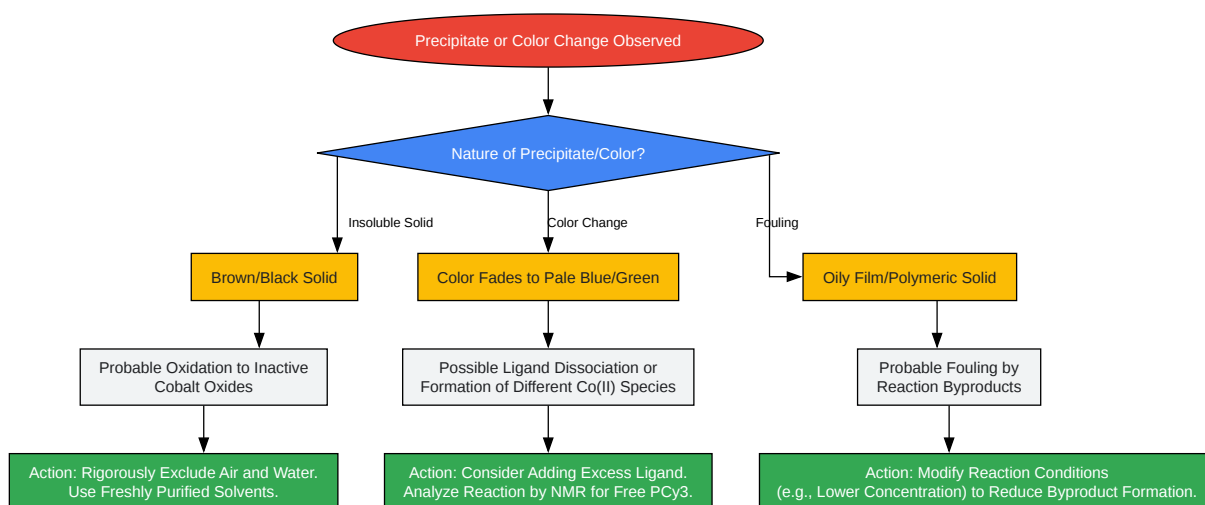 Precipitate or Color Change Observed
Nature of Precipitate/Color?
Insoluble Solid
Color Change
Fouling
Brown/Black Solid
Color Fades to Pale Blue/Green
Oily Film/Polymeric Solid
Probable Oxidation to Inactive
Cobalt Oxides
Possible Ligand Dissociation or
Formation of Different Co(II) Species
Probable Fouling by
Reaction Byproducts
Action: Rigorously Exclude Air and Water.
Use Freshly Purified Solvents.
Action: Consider Adding Excess Ligand.
Analyze Reaction by NMR for Free PCy3.
Action: Modify Reaction Conditions
(e.g., Lower Concentration) to Reduce Byproduct Formation.